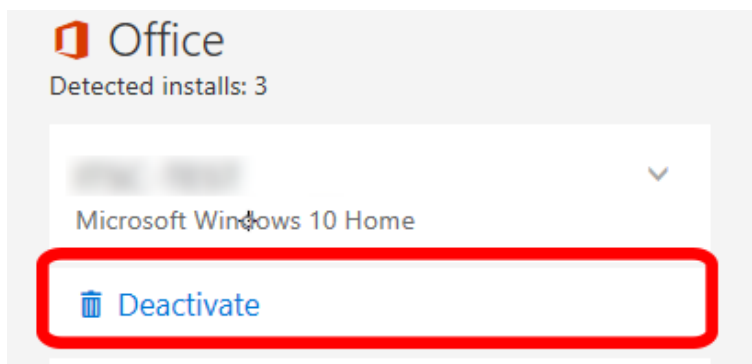 Office
Detected installs: 3
Microsoft Windows 10 Home
Deactivate